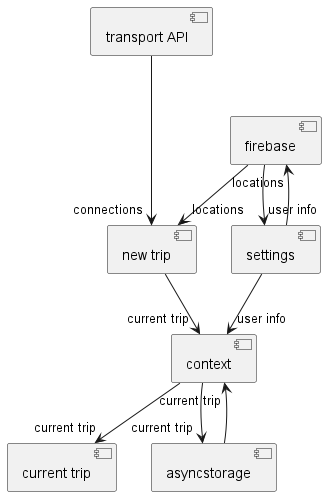 transport API
firebase
locations
connections
locations
user info
new trip
settings
current trip
user info
context
current trip
current trip
current trip
current trip
asyncstorage